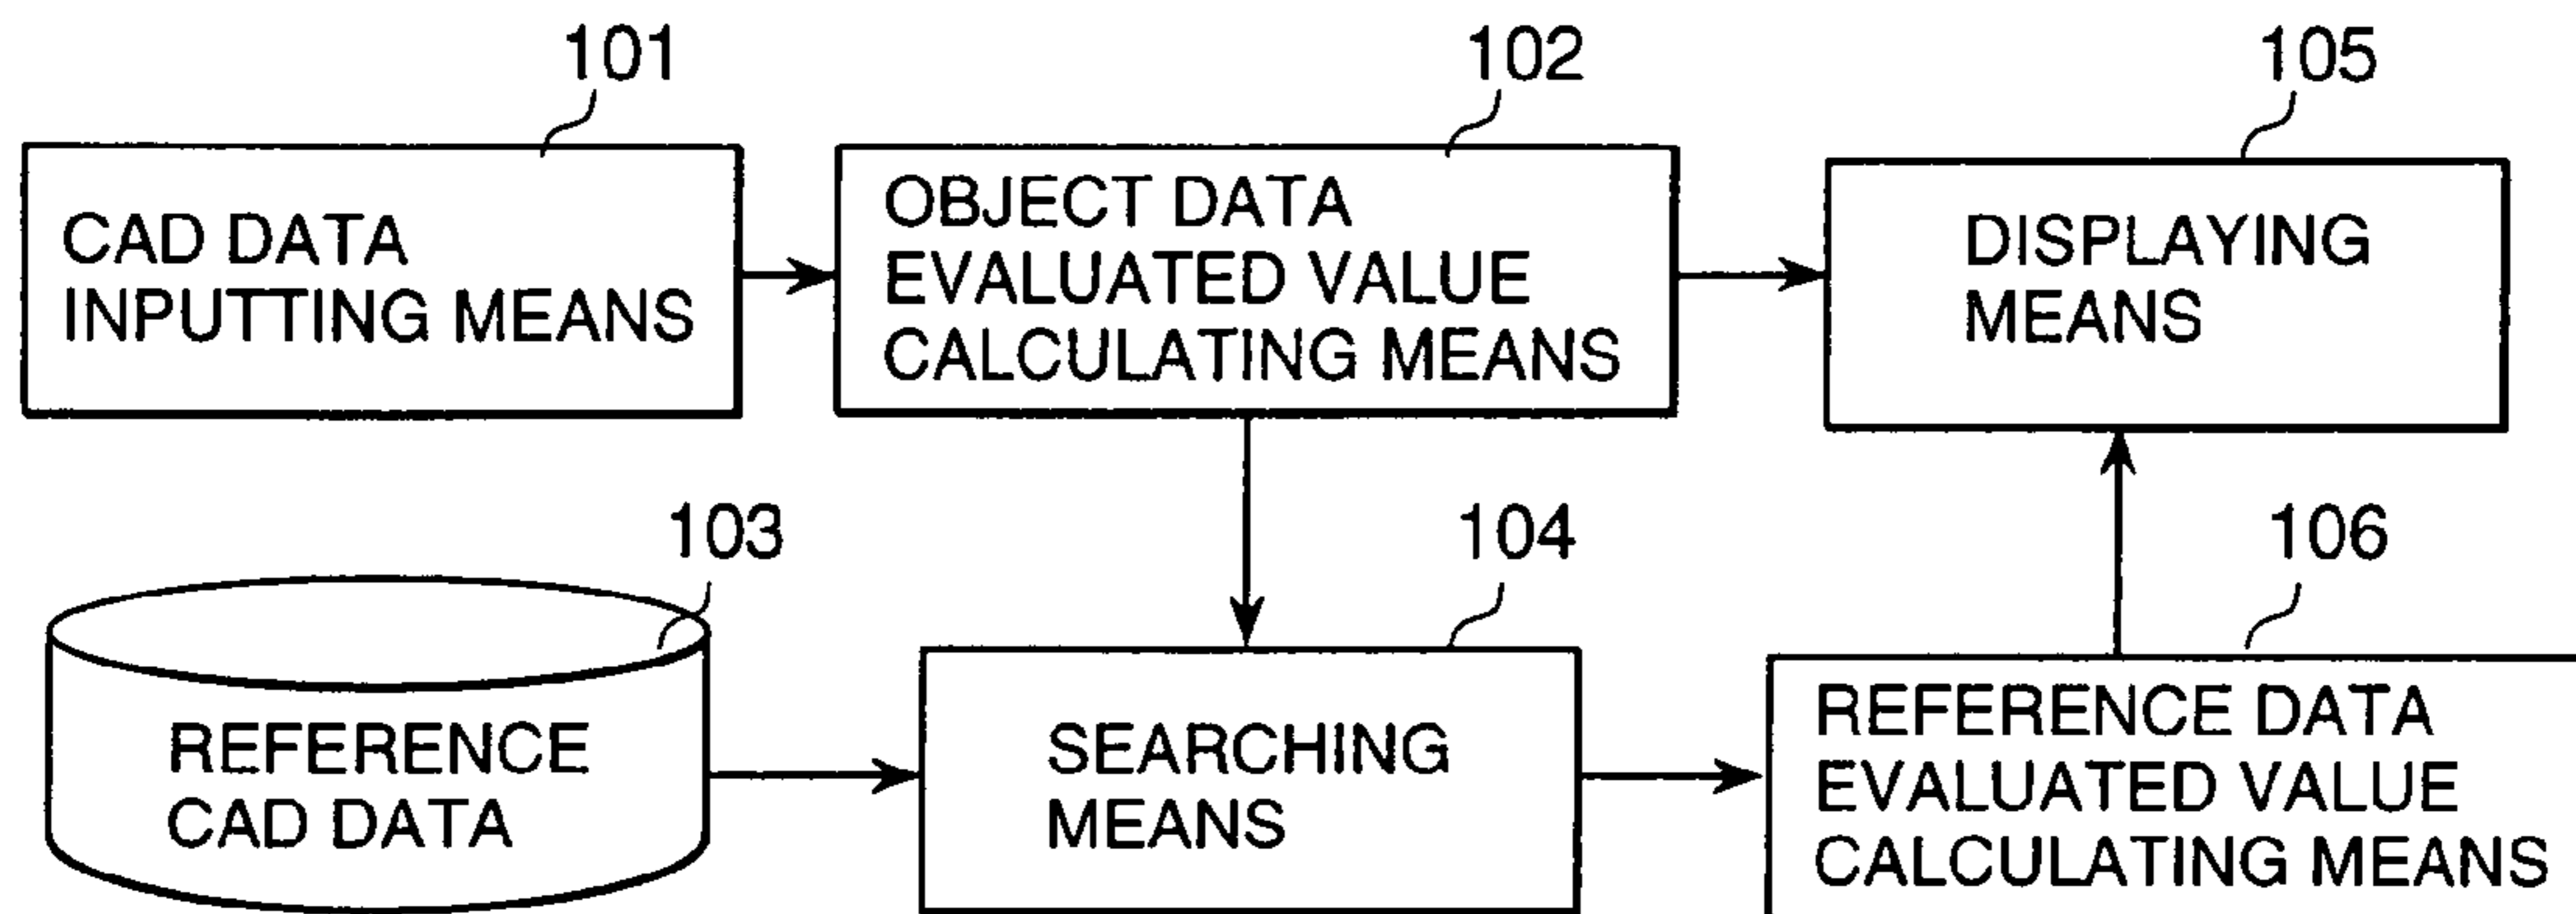 101
CAD DATA
INPUTTING MEANS
102
OBJECT DATA
EVALUATED VALUE
CALCULATING MEANS
105
DISPLAYING
MEANS
103
REFERENCE
CAD DATA
104
SEARCHING
MEANS
106
REFERENCE DATA
EVALUATED VALUE
CALCULATING MEANS